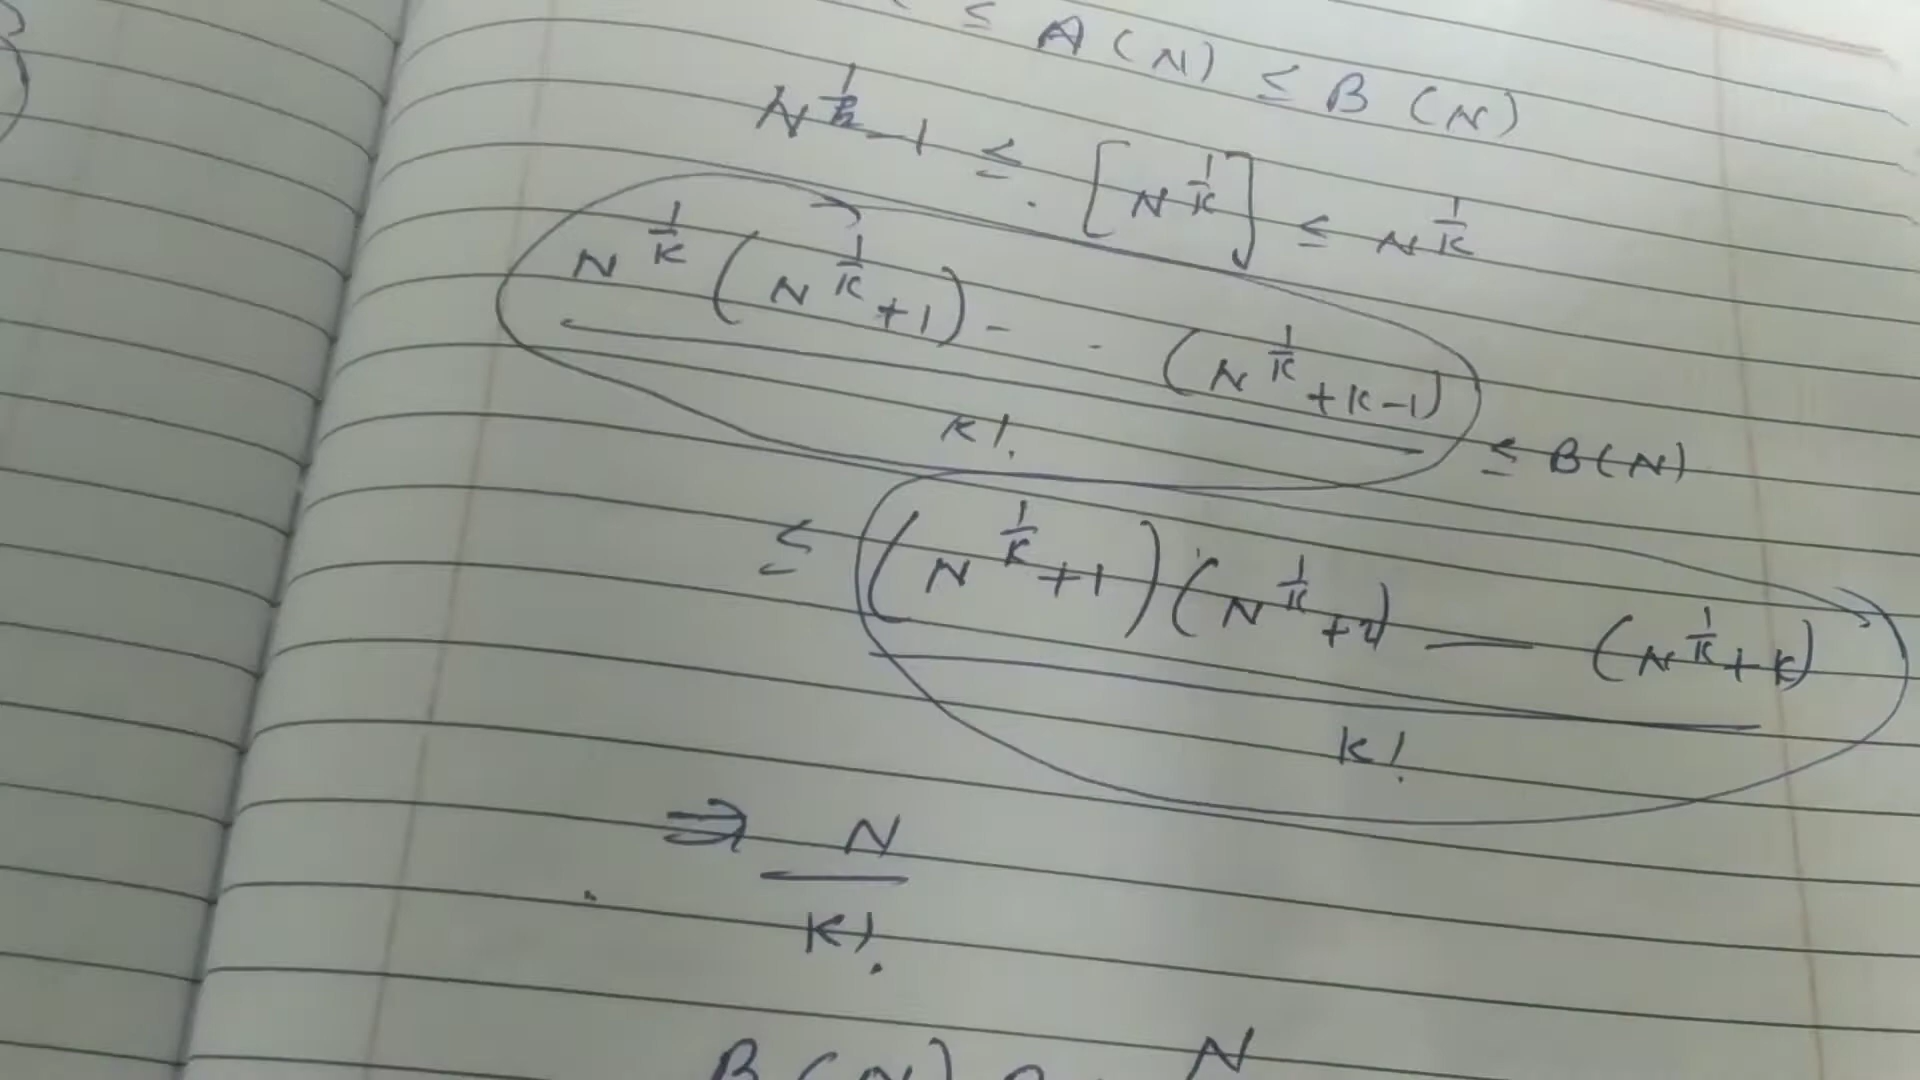 ≤ A(N) ≤ B(N)
N^{1/k} - 1 ≤ [N^{1/k}] ≤ N^{1/k}
N^{1/k} (N^{1/k} + 1) - - (N^{1/k} + k - 1) / k! ≤ B(N)
≤ (N^{1/k} + 1)(N^{1/k} + 2) — (N^{1/k} + k) / k!
⇒ N / k!
B(N)
N